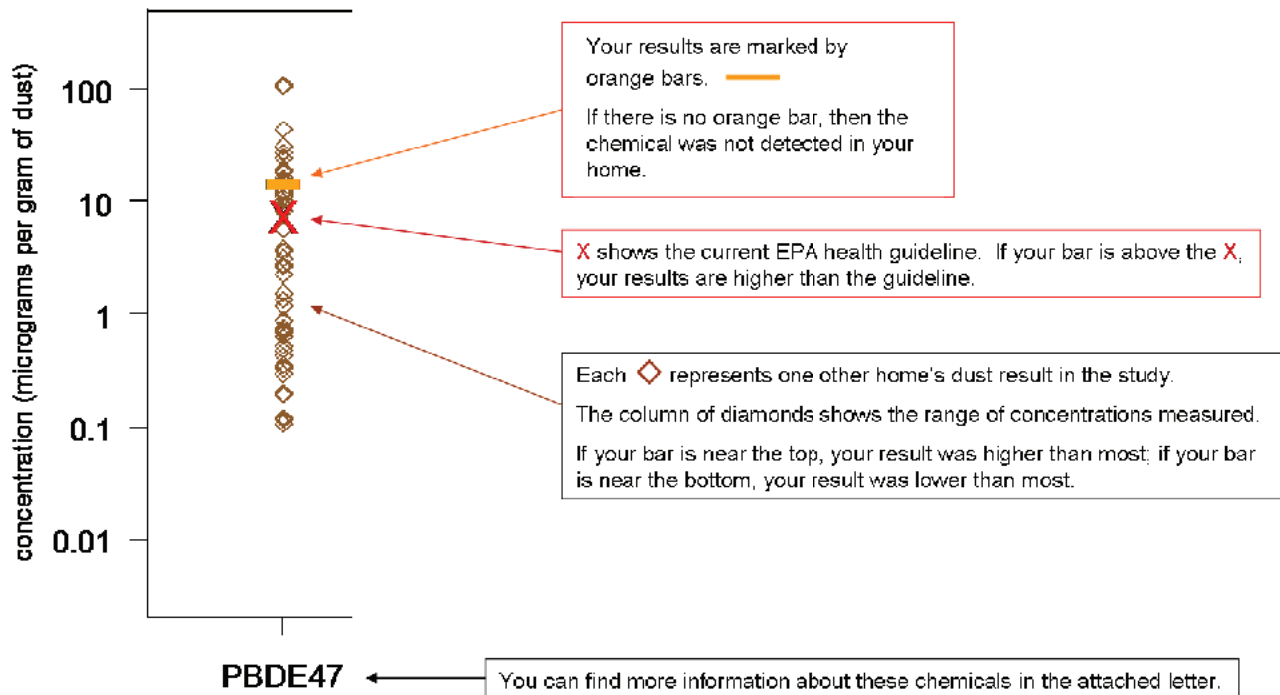 concentration (micrograms per gram of dust)
100
10
1
0.1
0.01
PBDE47
Your results are marked by
orange bars.
If there is no orange bar, then the
chemical was not detected in your
home.
X shows the current EPA health guideline. If your bar is above the X,
your results are higher than the guideline.
Each ◇ represents one other home's dust result in the study.
The column of diamonds shows the range of concentrations measured.
If your bar is near the top, your result was higher than most; if your bar
is near the bottom, your result was lower than most.
You can find more information about these chemicals in the attached letter.